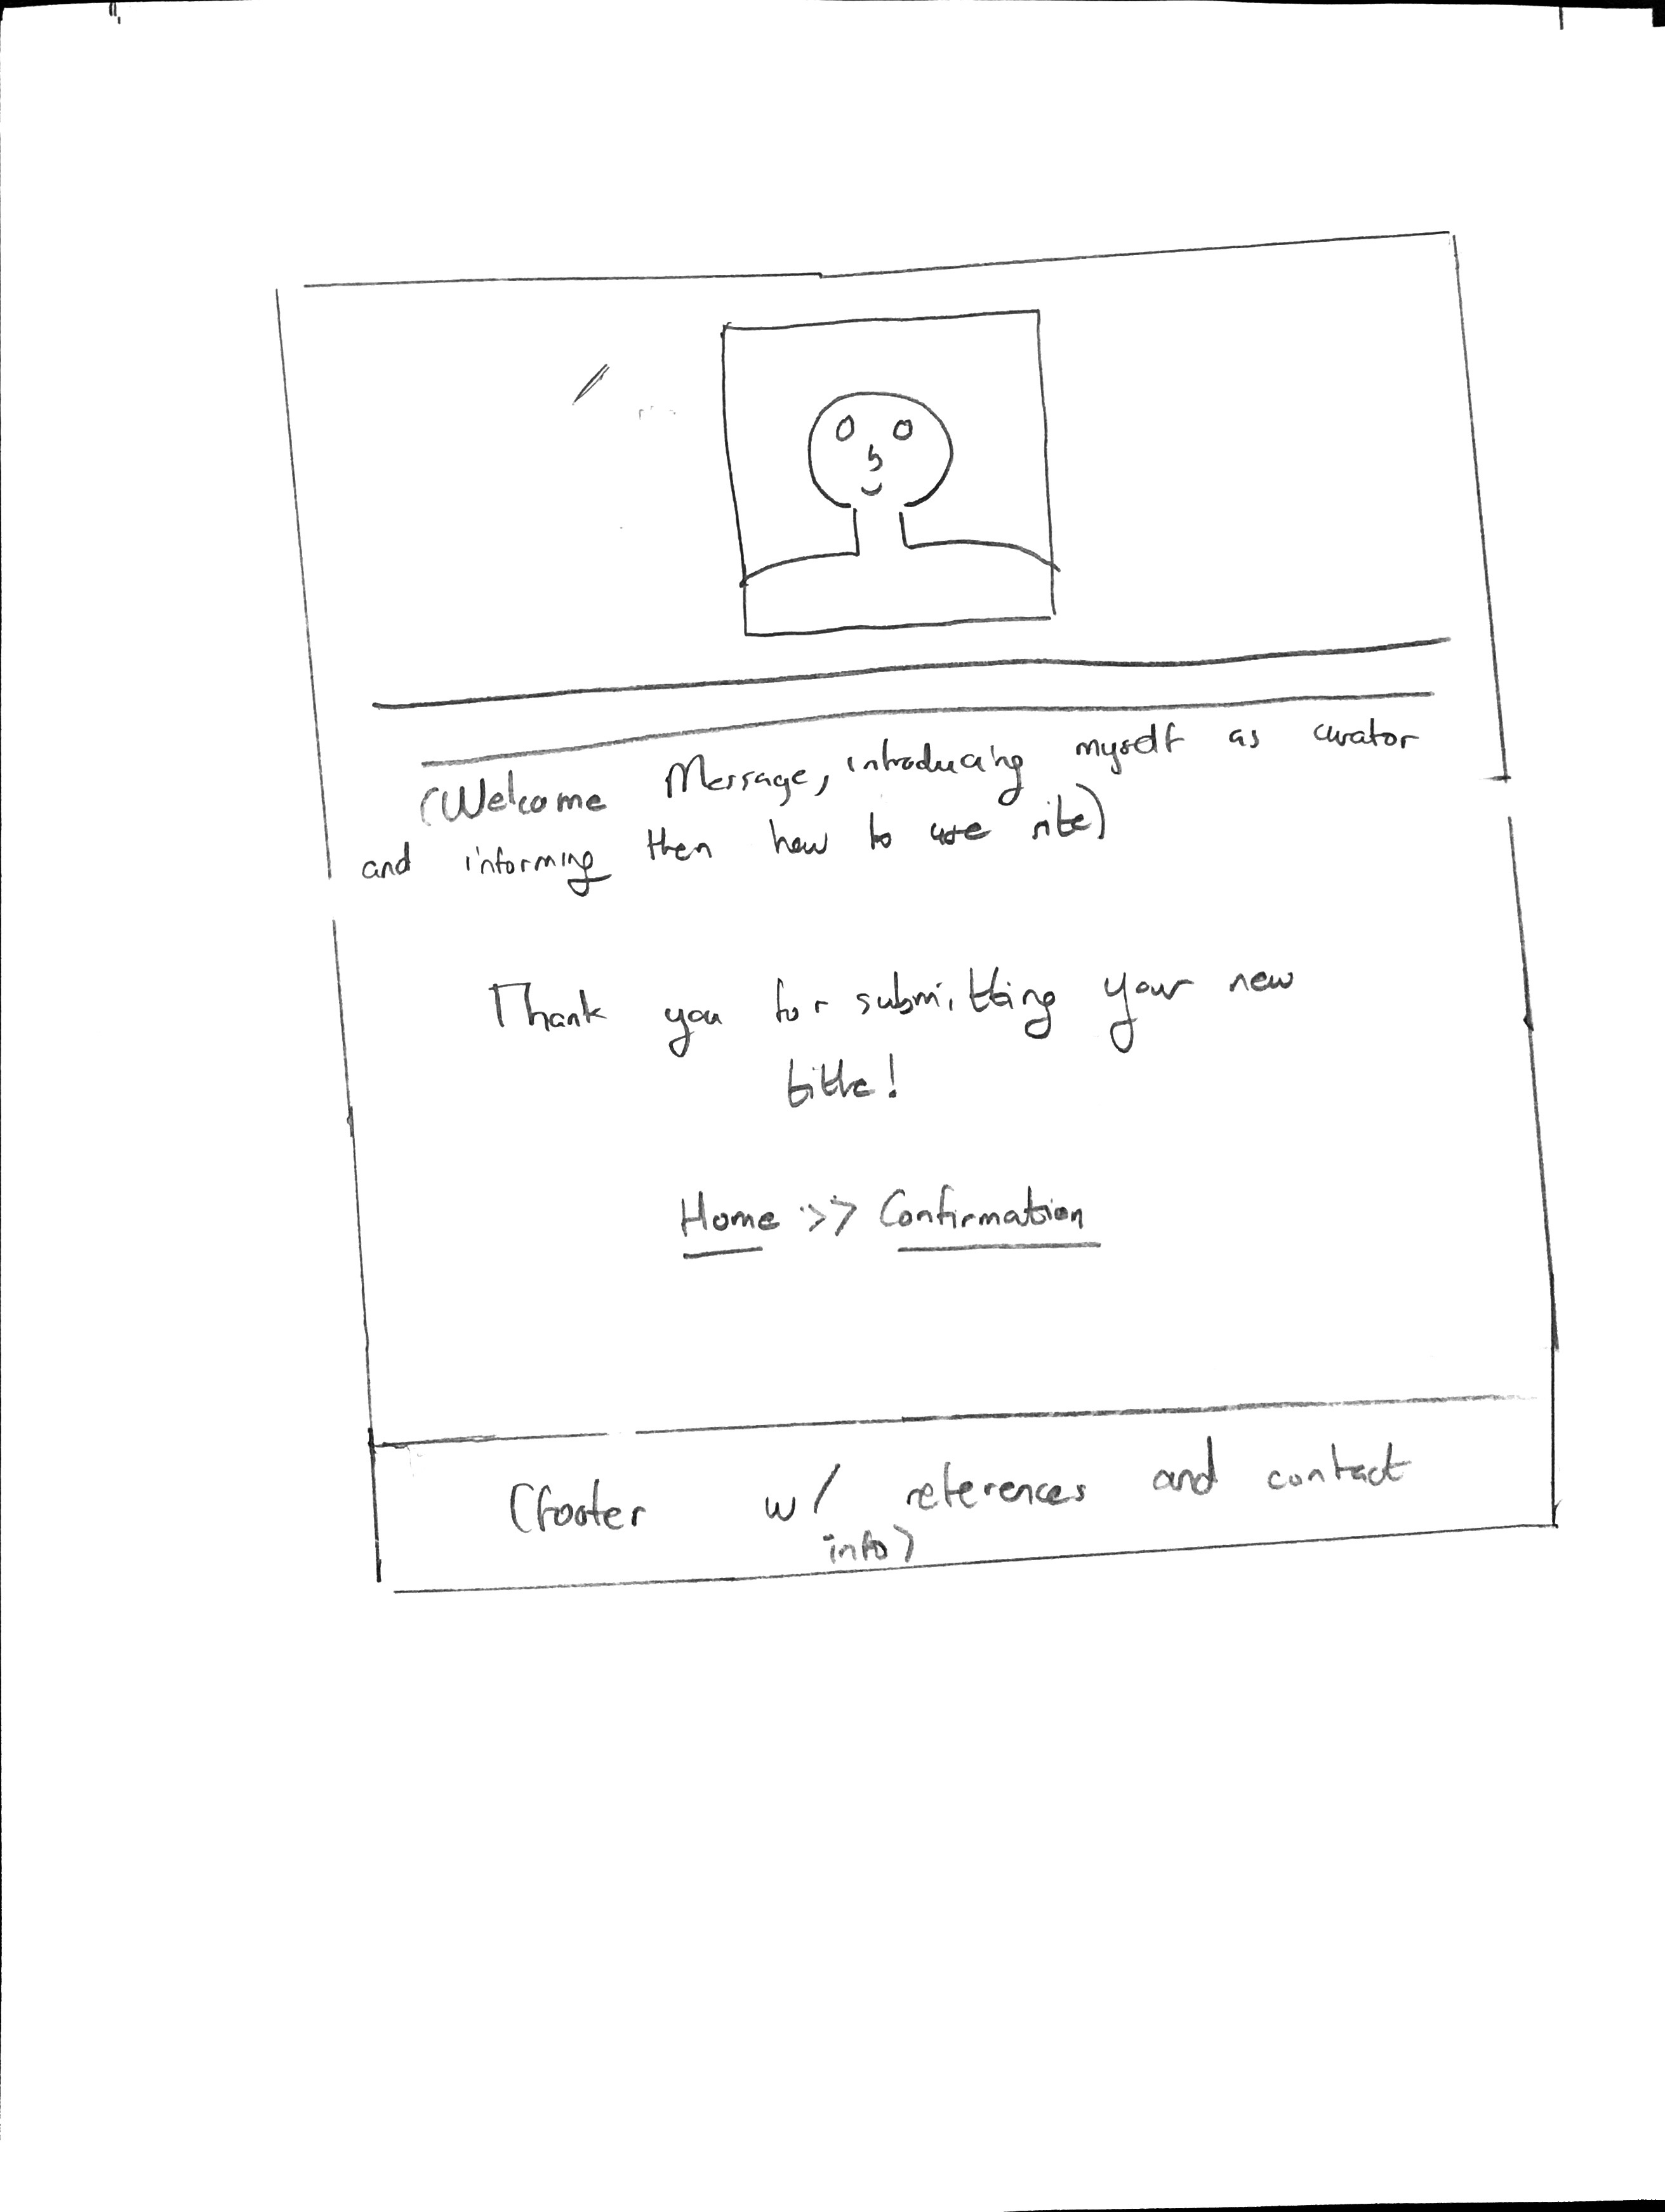 (Welcome Message, introducing myself as curator
and informing them how to use site)
Thank you for submitting your new
title!
Home >> Confirmation
(footer w/ references and contact
info)